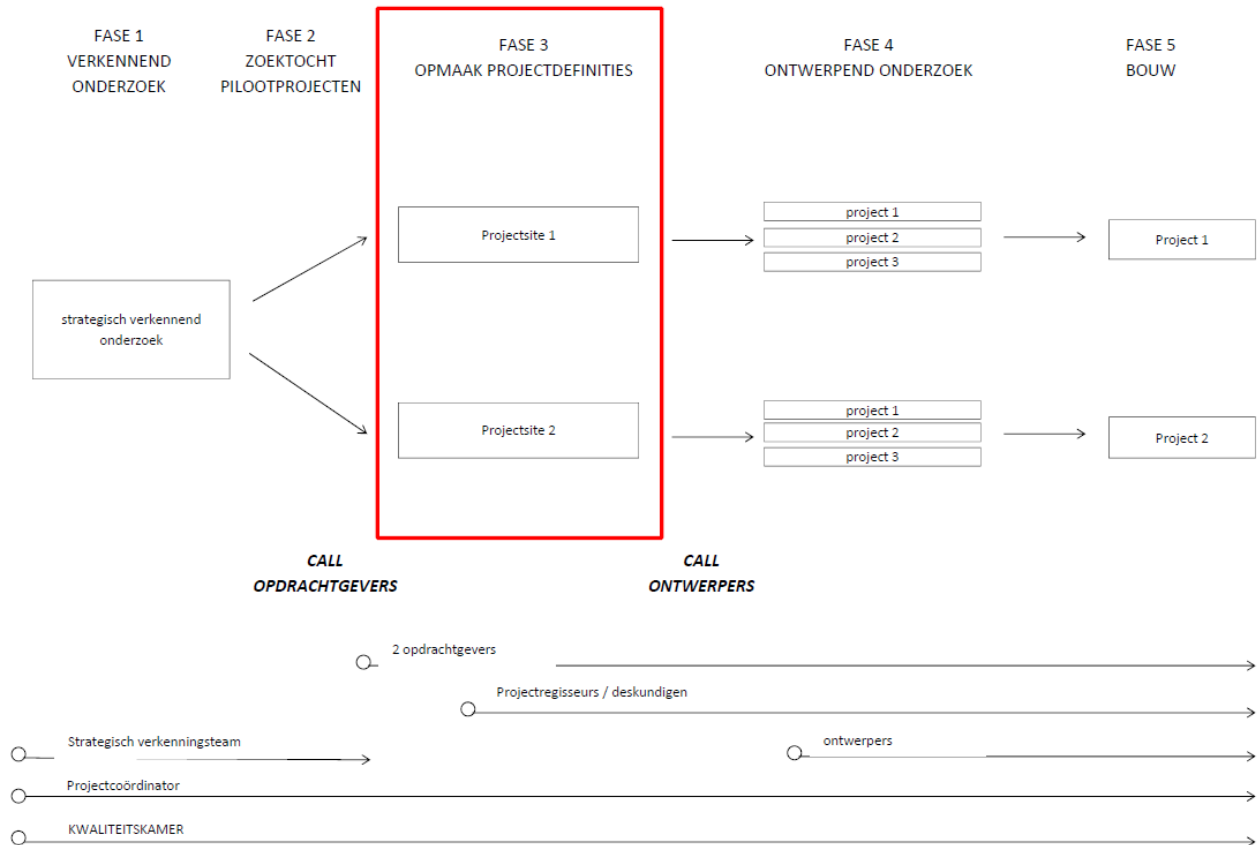 FASE 1
VERKENNEND
ONDERZOEK
FASE 2
ZOEKTOCHT
PILOOTPROJECTEN
FASE 3
OPMAAK PROJECTDEFINITIES
FASE 4
ONTWERPEND ONDERZOEK
FASE 5
BOUW
strategisch verkennend
onderzoek
Projectsite 1
project 1
project 2
project 3
Project 1
Projectsite 2
project 1
project 2
project 3
Project 2
CALL
OPDRACHTGEVERS
CALL
ONTWERPERS
2 opdrachtgevers
Projectregisseurs / deskundigen
Strategisch verkenningsteam
ontwerpers
Projectcoördinator
KWALITEITSKAMER